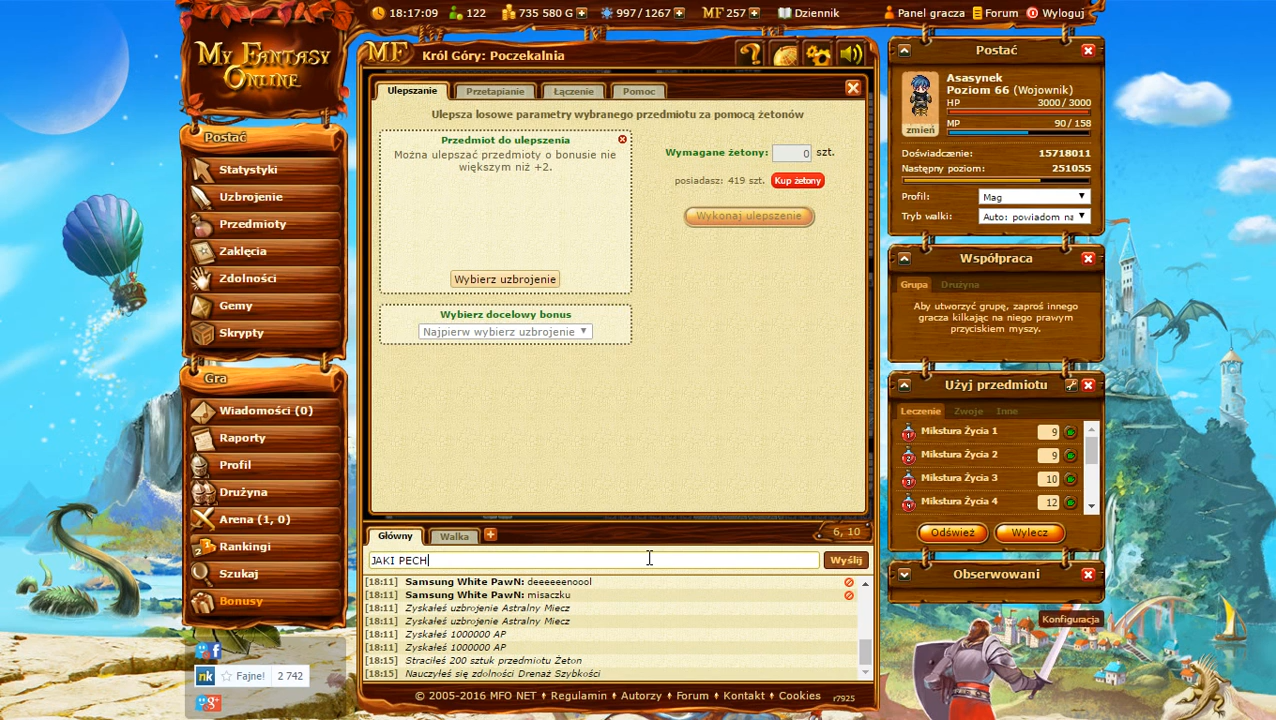 My Fantasy
Online
18:17:09 122 735 580 G 997 / 1267 MF 257 Dziennik Panel gracza Forum Wyloguj
Postać
Statystyki
Uzbrojenie
Przedmioty
Zaklęcia
Zdolności
Gemy
Skrypty
Gra
Wiadomości (0)
Raporty
Profil
Drużyna
Arena (1, 0)
Rankingi
Szukaj
Bonusy
nk Fajne! 2 742
MF Król Góry: Poczekalnia
Ulepszanie Przetapianie Łączenie Pomoc
Ulepsza losowe parametry wybranego przedmiotu za pomocą żetonów
Przedmiot do ulepszenia
Można ulepszać przedmioty o bonusie nie
większym niż +2.
Wybierz uzbrojenie
Wybierz docelowy bonus
Najpierw wybierz uzbrojenie
Wymagane żetony: 0 szt.
posiadasz: 419 szt. Kup żetony
Wykonaj ulepszenie
Główny Walka 6, 10
JAKI PECH Wyślij
[18:11] Samsung White PawN: deeeeeenoool
[18:11] Samsung White PawN: misaczku
[18:11] Zyskałeś uzbrojenie Astralny Miecz
[18:11] Zyskałeś uzbrojenie Astralny Miecz
[18:11] Zyskałeś 1000000 AP
[18:11] Zyskałeś 1000000 AP
[18:15] Straciłeś 200 sztuk przedmiotu Żeton
[18:15] Nauczyłeś się zdolności Drenaż Szybkości
© 2005-2016 MFO NET Regulamin Autorzy Forum Kontakt Cookies r7925
Postać
Asasynek
Poziom 66 (Wojownik)
HP 3000 / 3000
MP 90 / 158
zmień
Doświadczenie: 15718011
Następny poziom: 251055
Profil: Mag
Tryb walki: Auto: powiadom na
Współpraca
Grupa Drużyna
Aby utworzyć grupę, zaproś innego
gracza kilkając na niego prawym
przyciskiem myszy.
Użyj przedmiotu
Leczenie Zwoje Inne
Mikstura Życia 1 9
Mikstura Życia 2 9
Mikstura Życia 3 10
Mikstura Życia 4 12
Odśwież Wylecz
Obserwowani
Konfiguracja